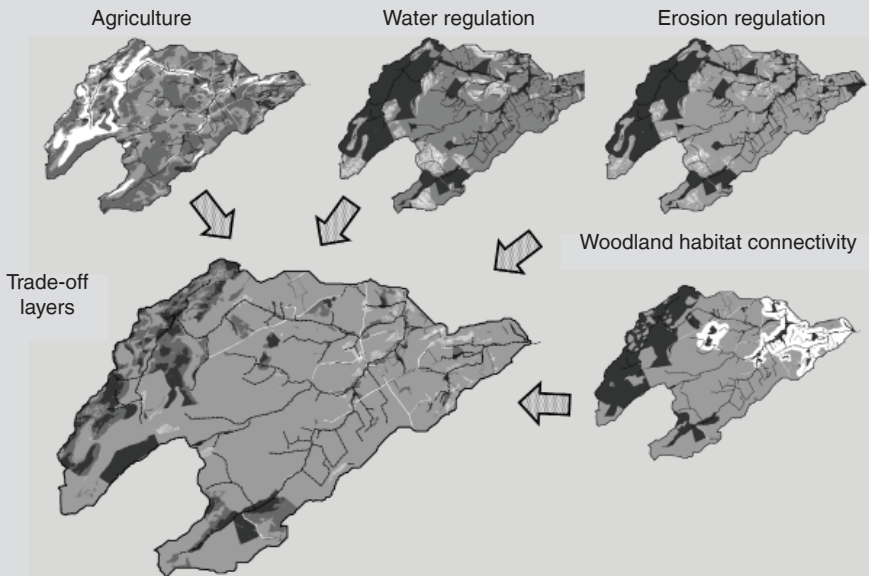 Agriculture
Water regulation
Erosion regulation
Woodland habitat connectivity
Trade-off
layers